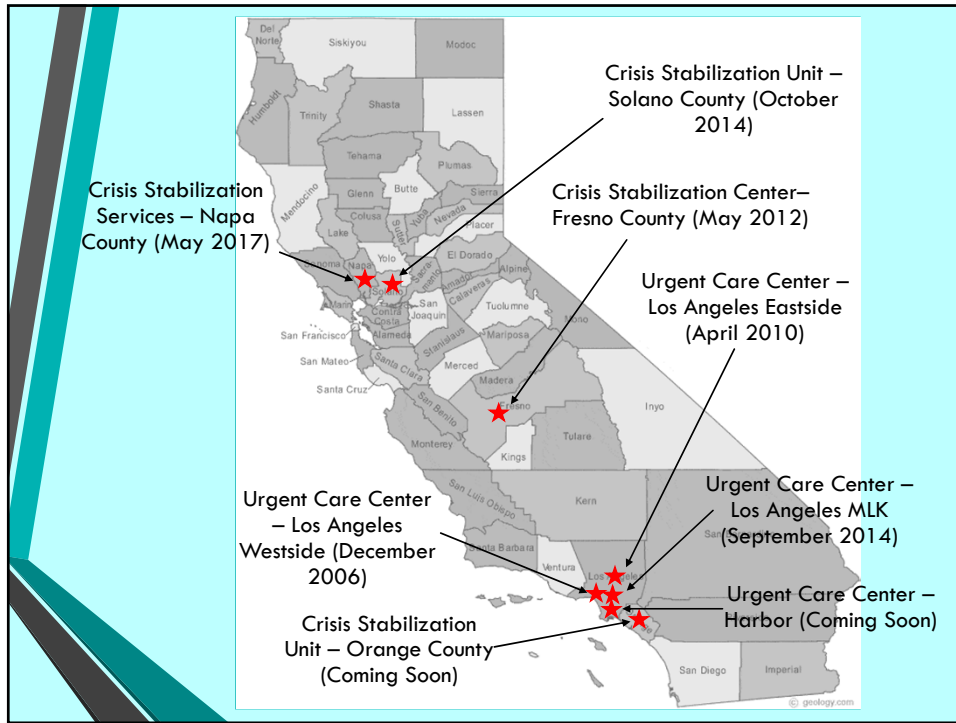 Del
Norte
Siskiyou
Modoc
Humboldt
Trinity
Shasta
Lassen
Crisis Stabilization Unit –
Solano County (October
2014)
Tehama
Plumas
Mendocino
Glenn
Butte
Sierra
Crisis Stabilization
Services – Napa
County (May 2017)
Crisis Stabilization Center–
Fresno County (May 2012)
Lake
Colusa
Sutter
Yuba
Nevada
Placer
Yolo
El Dorado
Sonoma
Napa
Sacra-
mento
Amador
Alpine
Solano
Calaveras
Marin
Contra
Costa
San
Joaquin
Tuolumne
Mono
Urgent Care Center –
Los Angeles Eastside
(April 2010)
San Francisco
Alameda
Stanislaus
Mariposa
San Mateo
Santa Clara
Merced
Santa Cruz
Madera
San Benito
Fresno
Inyo
Monterey
Kings
Tulare
San Luis Obispo
Kern
Urgent Care Center
– Los Angeles
Westside (December
2006)
Urgent Care Center –
Los Angeles MLK
(September 2014)
Santa Barbara
Ventura
Urgent Care Center –
Harbor (Coming Soon)
Crisis Stabilization
Unit – Orange County
(Coming Soon)
San Diego
Imperial
© geology.com